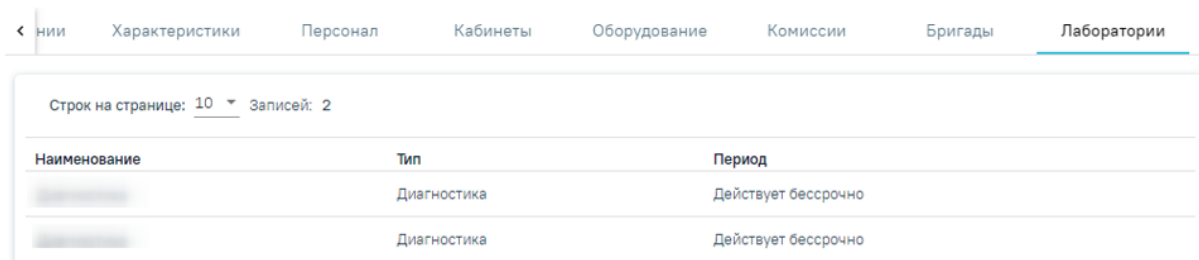 нии Характеристики Персонал Кабинеты Оборудование Комиссии Бригады Лаборатории
Строк на странице: 10 Записей: 2
Наименование Тип Период
Диагностика Действует бессрочно
Диагностика Действует бессрочно